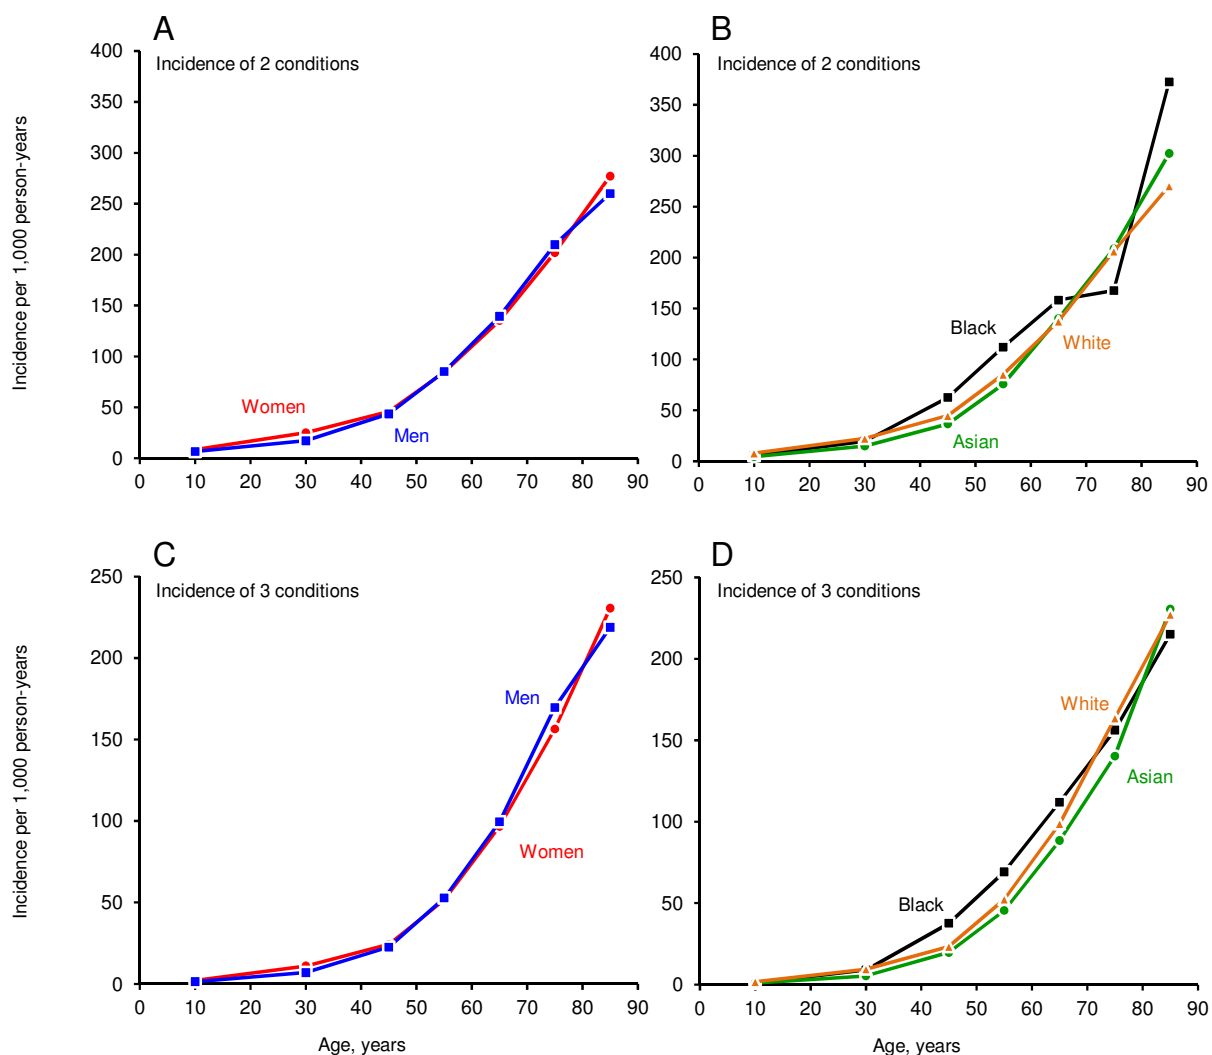 A
Incidence of 2 conditions
Incidence per 1,000 person-years
400
350
300
250
200
150
100
50
0
Women
Men
0 10 20 30 40 50 60 70 80 90
B
Incidence of 2 conditions
400
350
300
250
200
150
100
50
0
Black
White
Asian
0 10 20 30 40 50 60 70 80 90
C
Incidence of 3 conditions
Incidence per 1,000 person-years
250
200
150
100
50
0
Men
Women
0 10 20 30 40 50 60 70 80 90
Age, years
D
Incidence of 3 conditions
250
200
150
100
50
0
White
Asian
Black
0 10 20 30 40 50 60 70 80 90
Age, years